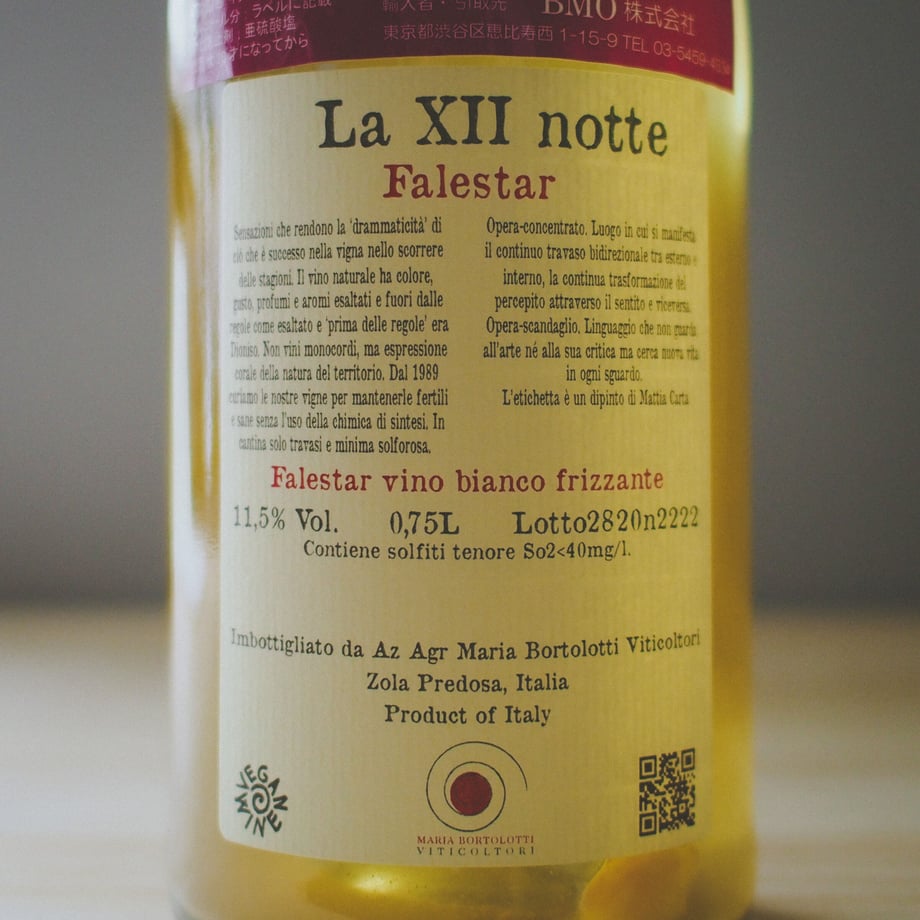 ラベルに記載
輸入者・引取先
BMO 株式会社
亜硫酸塩
東京都渋谷区恵比寿西 1-15-9 TEL 03-5459-
になってから
La XII notte
Falestar
Sensazioni che rendono la 'drammaticità' di
ciò che è successo nella vigna nello scorrere
delle stagioni. Il vino naturale ha colore,
gusto, profumi e aromi esaltati e fuori dalle
regole come esaltato e 'prima delle regole' era
Dioniso. Non vini monocordi, ma espressione
corale della natura del territorio. Dal 1989
curiamo le nostre vigne per mantenerle fertili
e sane senza l'uso della chimica di sintesi. In
cantina solo travasi e minima solforosa.
Opera-concentrato. Luogo in cui si manifesta
il continuo travaso bidirezionale tra esterno e
interno, la continua trasformazione del
percepito attraverso il sentito e viceversa.
Opera-scandaglio. Linguaggio che non guarda
all'arte né alla sua critica ma cerca nuova vita
in ogni sguardo.
L'etichetta è un dipinto di Mattia Carta
Falestar vino bianco frizzante
11,5% Vol. 0,75L Lotto2820n2222
Contiene solfiti tenore So2<40mg/l.
Imbottigliato da Az Agr Maria Bortolotti Viticoltori
Zola Predosa, Italia
Product of Italy
VEGAN WINE
MARIA BORTOLOTTI
VITICOLTORI